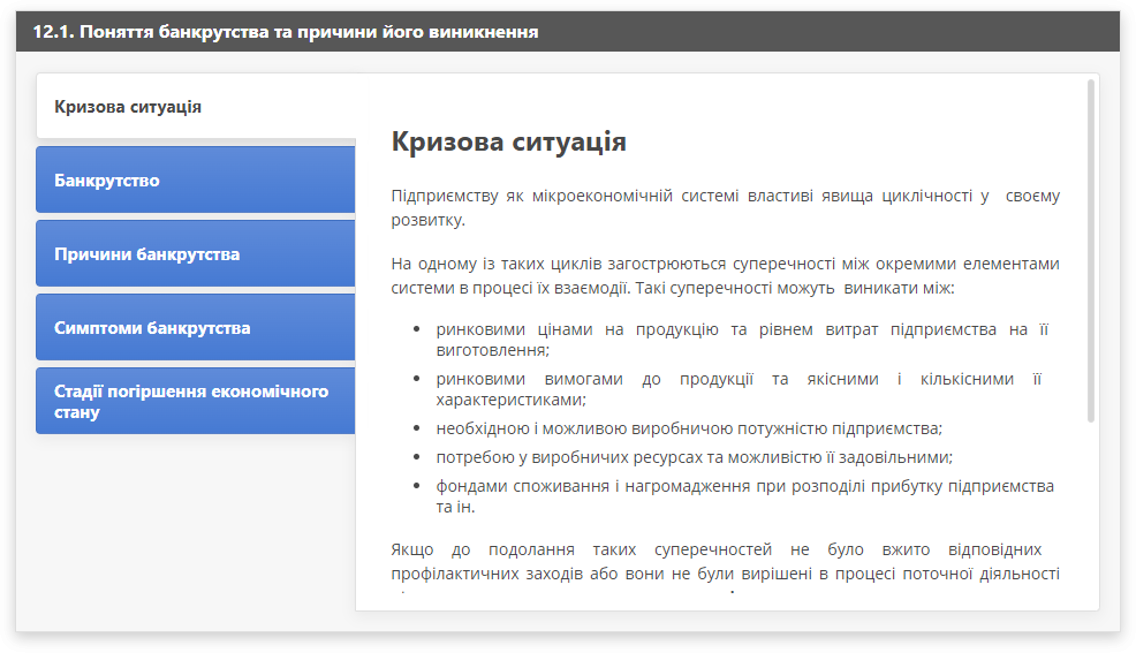 12.1. Поняття банкрутства та причини його виникнення
Кризова ситуація
Банкрутство
Причини банкрутства
Симптоми банкрутства
Стадії погіршення економічного
стану
Кризова ситуація
Підприємству як мікроекономічній системі властиві явища циклічності у своєму
розвитку.
На одному із таких циклів загострюються суперечності між окремими елементами
системи в процесі їх взаємодії. Такі суперечності можуть виникати між:
• ринковими цінами на продукцію та рівнем витрат підприємства на її
виготовлення;
• ринковими вимогами до продукції та якісними і кількісними її
характеристиками;
• необхідною і можливою виробничою потужністю підприємства;
• потребою у виробничих ресурсах та можливістю її задовільними;
• фондами споживання і нагромадження при розподілі прибутку підприємства
та ін.
Якщо до подолання таких суперечностей не було вжито відповідних
профілактичних заходів або вони не були вирішені в процесі поточної діяльності